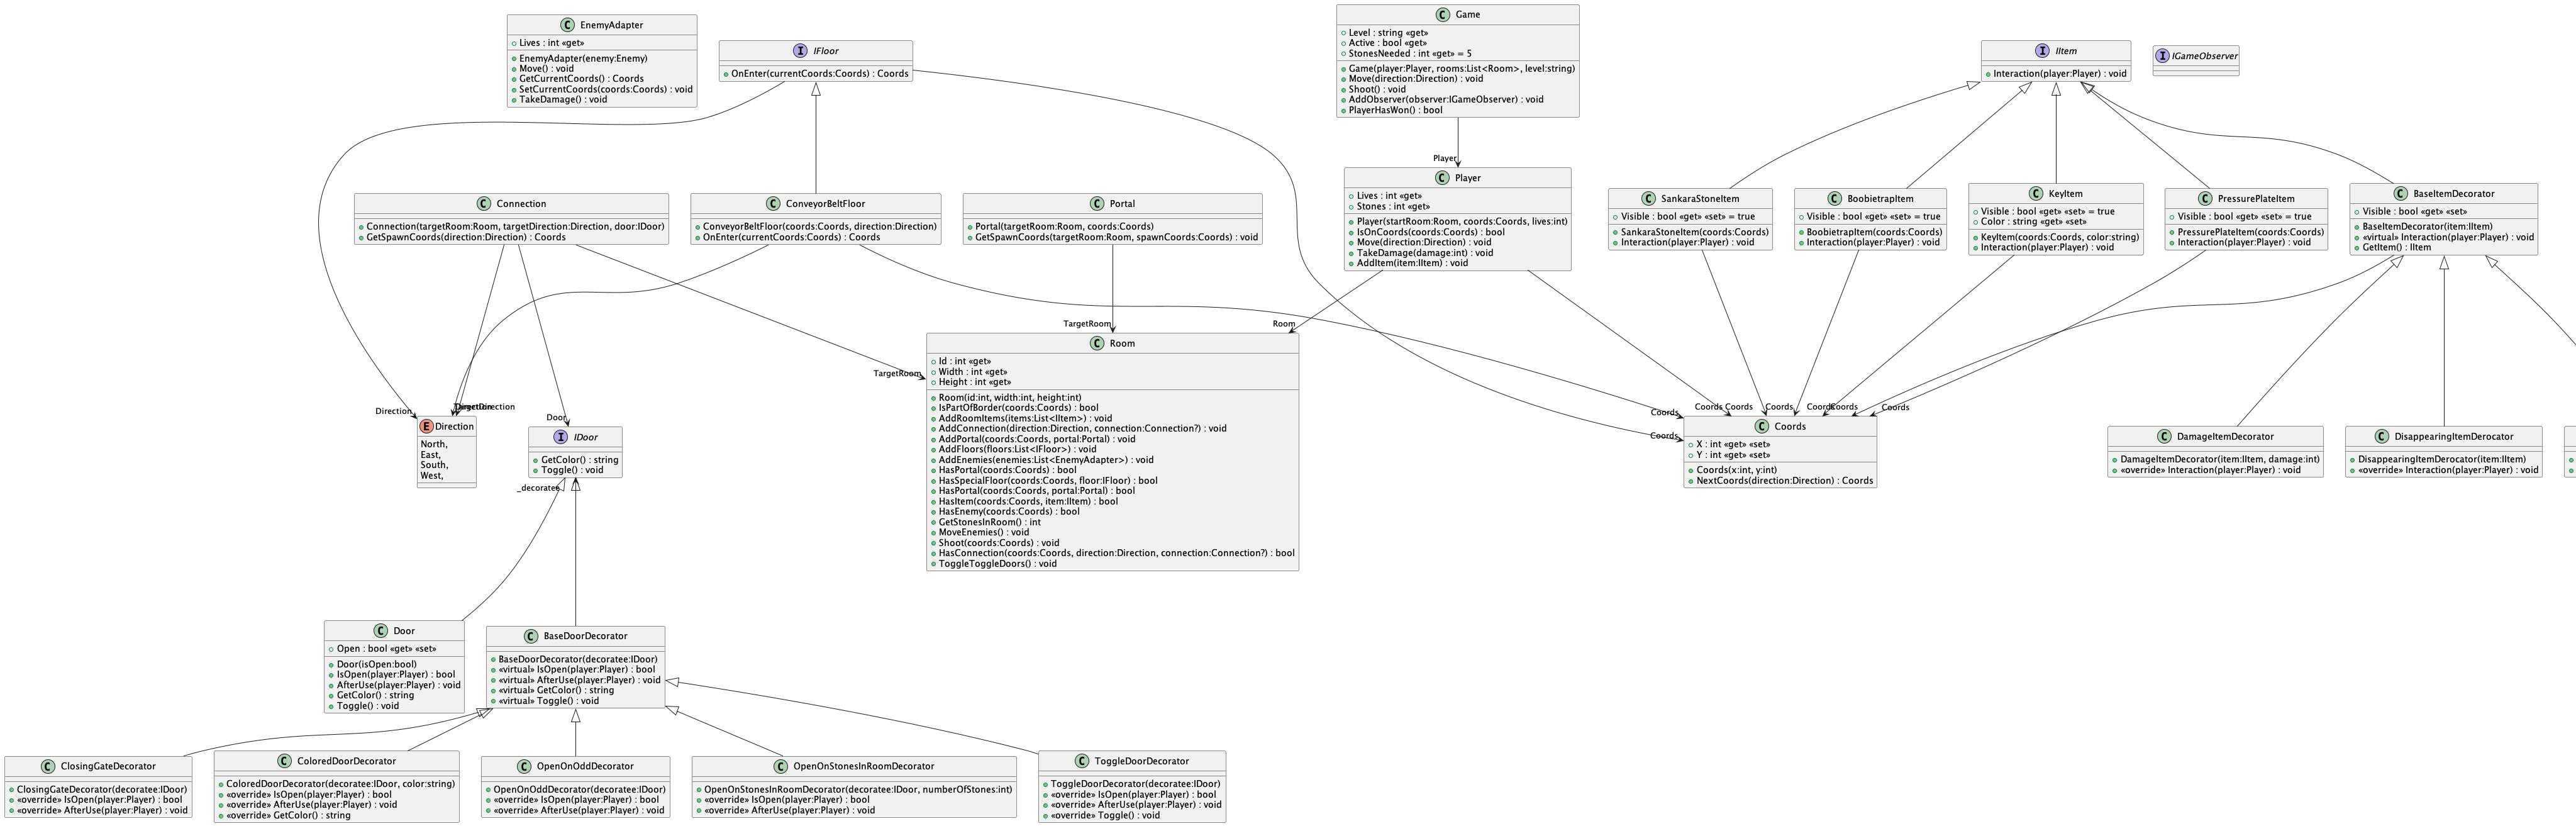 EnemyAdapter
Lives : int «get»
EnemyAdapter(enemy:Enemy)
Move() : void
GetCurrentCoords() : Coords
SetCurrentCoords(coords:Coords) : void
TakeDamage() : void
IFloor
OnEnter(currentCoords:Coords) : Coords
Game
Level : string «get»
Active : bool «get»
StonesNeeded : int «get» = 5
Game(player:Player, rooms:List<Room>, level:string)
Move(direction:Direction) : void
Shoot() : void
AddObserver(observer:IGameObserver) : void
PlayerHasWon() : bool
IItem
Interaction(player:Player) : void
IGameObserver
Player
Connection
Connection(targetRoom:Room, targetDirection:Direction, door:IDoor)
GetSpawnCoords(direction:Direction) : Coords
ConveyorBeltFloor
ConveyorBeltFloor(coords:Coords, direction:Direction)
OnEnter(currentCoords:Coords) : Coords
Portal
Portal(targetRoom:Room, coords:Coords)
GetSpawnCoords(targetRoom:Room, spawnCoords:Coords) : void
Player
Lives : int «get»
Stones : int «get»
Player(startRoom:Room, coords:Coords, lives:int)
IsOnCoords(coords:Coords) : bool
Move(direction:Direction) : void
TakeDamage(damage:int) : void
AddItem(item:IItem) : void
SankaraStoneItem
Visible : bool «get» «set» = true
SankaraStoneItem(coords:Coords)
Interaction(player:Player) : void
BoobietrapItem
Visible : bool «get» «set» = true
BoobietrapItem(coords:Coords)
Interaction(player:Player) : void
KeyItem
Visible : bool «get» «set» = true
Color : string «get» «set»
KeyItem(coords:Coords, color:string)
Interaction(player:Player) : void
PressurePlateItem
Visible : bool «get» «set» = true
PressurePlateItem(coords:Coords)
Interaction(player:Player) : void
BaseItemDecorator
Visible : bool «get» «set»
BaseItemDecorator(item:IItem)
«virtual» Interaction(player:Player) : void
GetItem() : IItem
TargetRoom
Room
TargetRoom
Room
Id : int «get»
Width : int «get»
Height : int «get»
Room(id:int, width:int, height:int)
IsPartOfBorder(coords:Coords) : bool
AddRoomItems(items:List<IItem>) : void
AddConnection(direction:Direction, connection:Connection?) : void
AddPortal(coords:Coords, portal:Portal) : void
AddFloors(floors:List<IFloor>) : void
AddEnemies(enemies:List<EnemyAdapter>) : void
HasPortal(coords:Coords) : bool
HasSpecialFloor(coords:Coords, floor:IFloor) : bool
HasPortal(coords:Coords, portal:Portal) : bool
HasItem(coords:Coords, item:IItem) : bool
HasEnemy(coords:Coords) : bool
GetStonesInRoom() : int
MoveEnemies() : void
Shoot(coords:Coords) : void
HasConnection(coords:Coords, direction:Direction, connection:Connection?) : bool
ToggleToggleDoors() : void
Direction
Direction
North,
East,
South,
West,
Door
IDoor
GetColor() : string
Toggle() : void
_decoratee
Coords
Coords
Coords
Coords
Coords
Coords
Coords
Coords
X : int «get» «set»
Y : int «get» «set»
Coords(x:int, y:int)
NextCoords(direction:Direction) : Coords
DamageItemDecorator
DamageItemDecorator(item:IItem, damage:int)
«override» Interaction(player:Player) : void
DisappearingItemDerocator
DisappearingItemDerocator(item:IItem)
«override» Interaction(player:Player) : void
Door
Open : bool «get» «set»
Door(isOpen:bool)
IsOpen(player:Player) : bool
AfterUse(player:Player) : void
GetColor() : string
Toggle() : void
BaseDoorDecorator
BaseDoorDecorator(decoratee:IDoor)
«virtual» IsOpen(player:Player) : bool
«virtual» AfterUse(player:Player) : void
«virtual» GetColor() : string
«virtual» Toggle() : void
ClosingGateDecorator
ClosingGateDecorator(decoratee:IDoor)
«override» IsOpen(player:Player) : bool
«override» AfterUse(player:Player) : void
ColoredDoorDecorator
ColoredDoorDecorator(decoratee:IDoor, color:string)
«override» IsOpen(player:Player) : bool
«override» AfterUse(player:Player) : void
«override» GetColor() : string
OpenOnOddDecorator
OpenOnOddDecorator(decoratee:IDoor)
«override» IsOpen(player:Player) : bool
«override» AfterUse(player:Player) : void
OpenOnStonesInRoomDecorator
OpenOnStonesInRoomDecorator(decoratee:IDoor, numberOfStones:int)
«override» IsOpen(player:Player) : bool
«override» AfterUse(player:Player) : void
ToggleDoorDecorator
ToggleDoorDecorator(decoratee:IDoor)
«override» IsOpen(player:Player) : bool
«override» AfterUse(player:Player) : void
«override» Toggle() : void